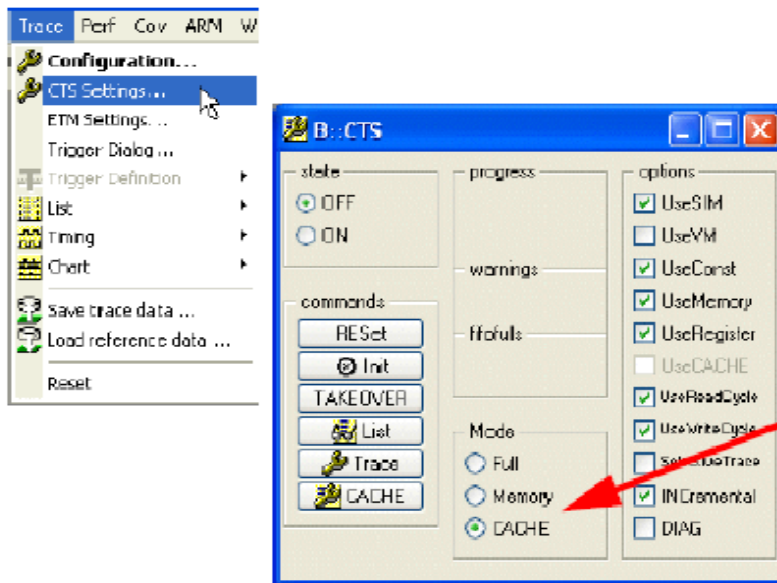 Trace Perf Cov ARM W
Configuration...
CTS Settings...
ETM Settings...
Trigger Dialog ...
Trigger Definition
List
Timing
Chart
Save trace data ...
Load reference data ...
Reset
B::CTS
state
OFF
ON
commands
RESet
Init
TAKEOVER
List
Trace
CACHE
progress
warnings
fifofulls
Mode
Full
Memory
CACHE
options
UseSIM
UseVM
UseConst
UseMemory
UseRegister
UseCACHE
UseReadCycle
UseWriteCycle
SelectiveTrace
INCremental
DIAG